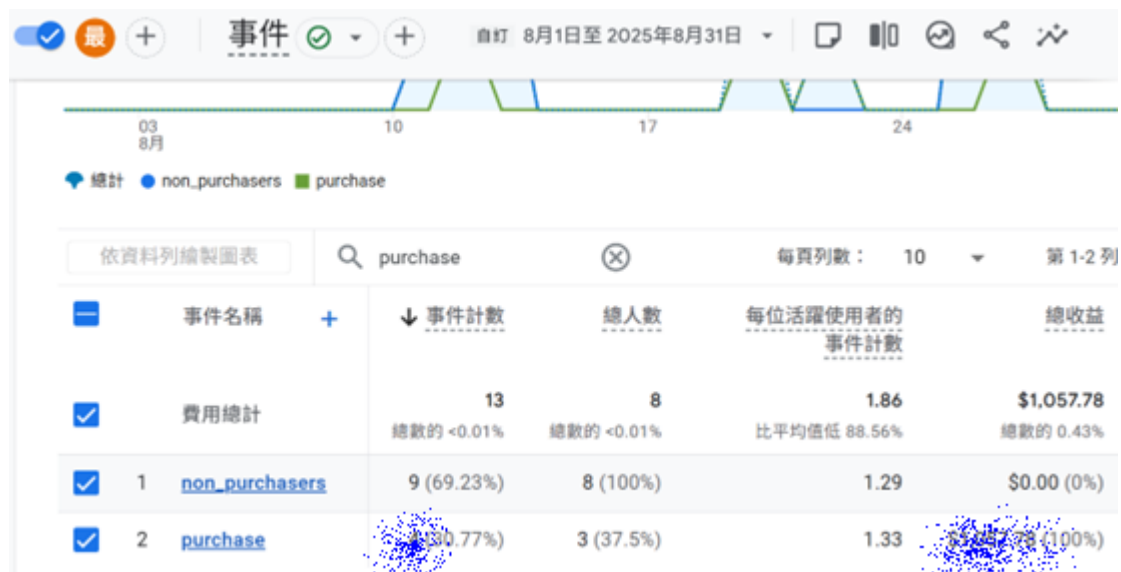 最 事件 自訂 8月1日至 2025年8月31日
03 10 17 24
8月
總計 non_purchasers purchase
依資料列繪製圖表 purchase 每頁列數： 10 第 1-2 列
事件名稱 + 事件計數 總人數 每位活躍使用者的 總收益
事件計數
費用總計 13 8 1.86 $1,057.78
總數的 <0.01% 總數的 <0.01% 比平均值低 88.56% 總數的 0.43%
1 non_purchasers 9 (69.23%) 8 (100%) 1.29 $0.00 (0%)
2 purchase 3 (37.5%) 1.33